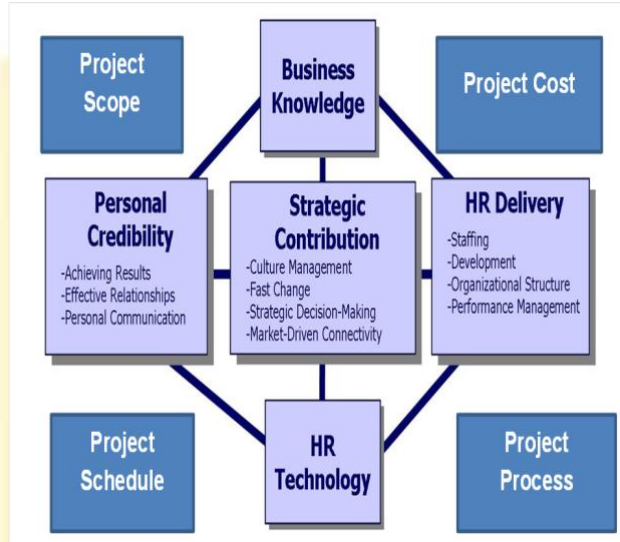 Project
Scope
Business
Knowledge
Project Cost
Personal
Credibility
-Achieving Results
-Effective Relationships
-Personal Communication
Strategic
Contribution
-Culture Management
-Fast Change
-Strategic Decision-Making
-Market-Driven Connectivity
HR Delivery
-Staffing
-Development
-Organizational Structure
-Performance Management
Project
Schedule
HR
Technology
Project
Process